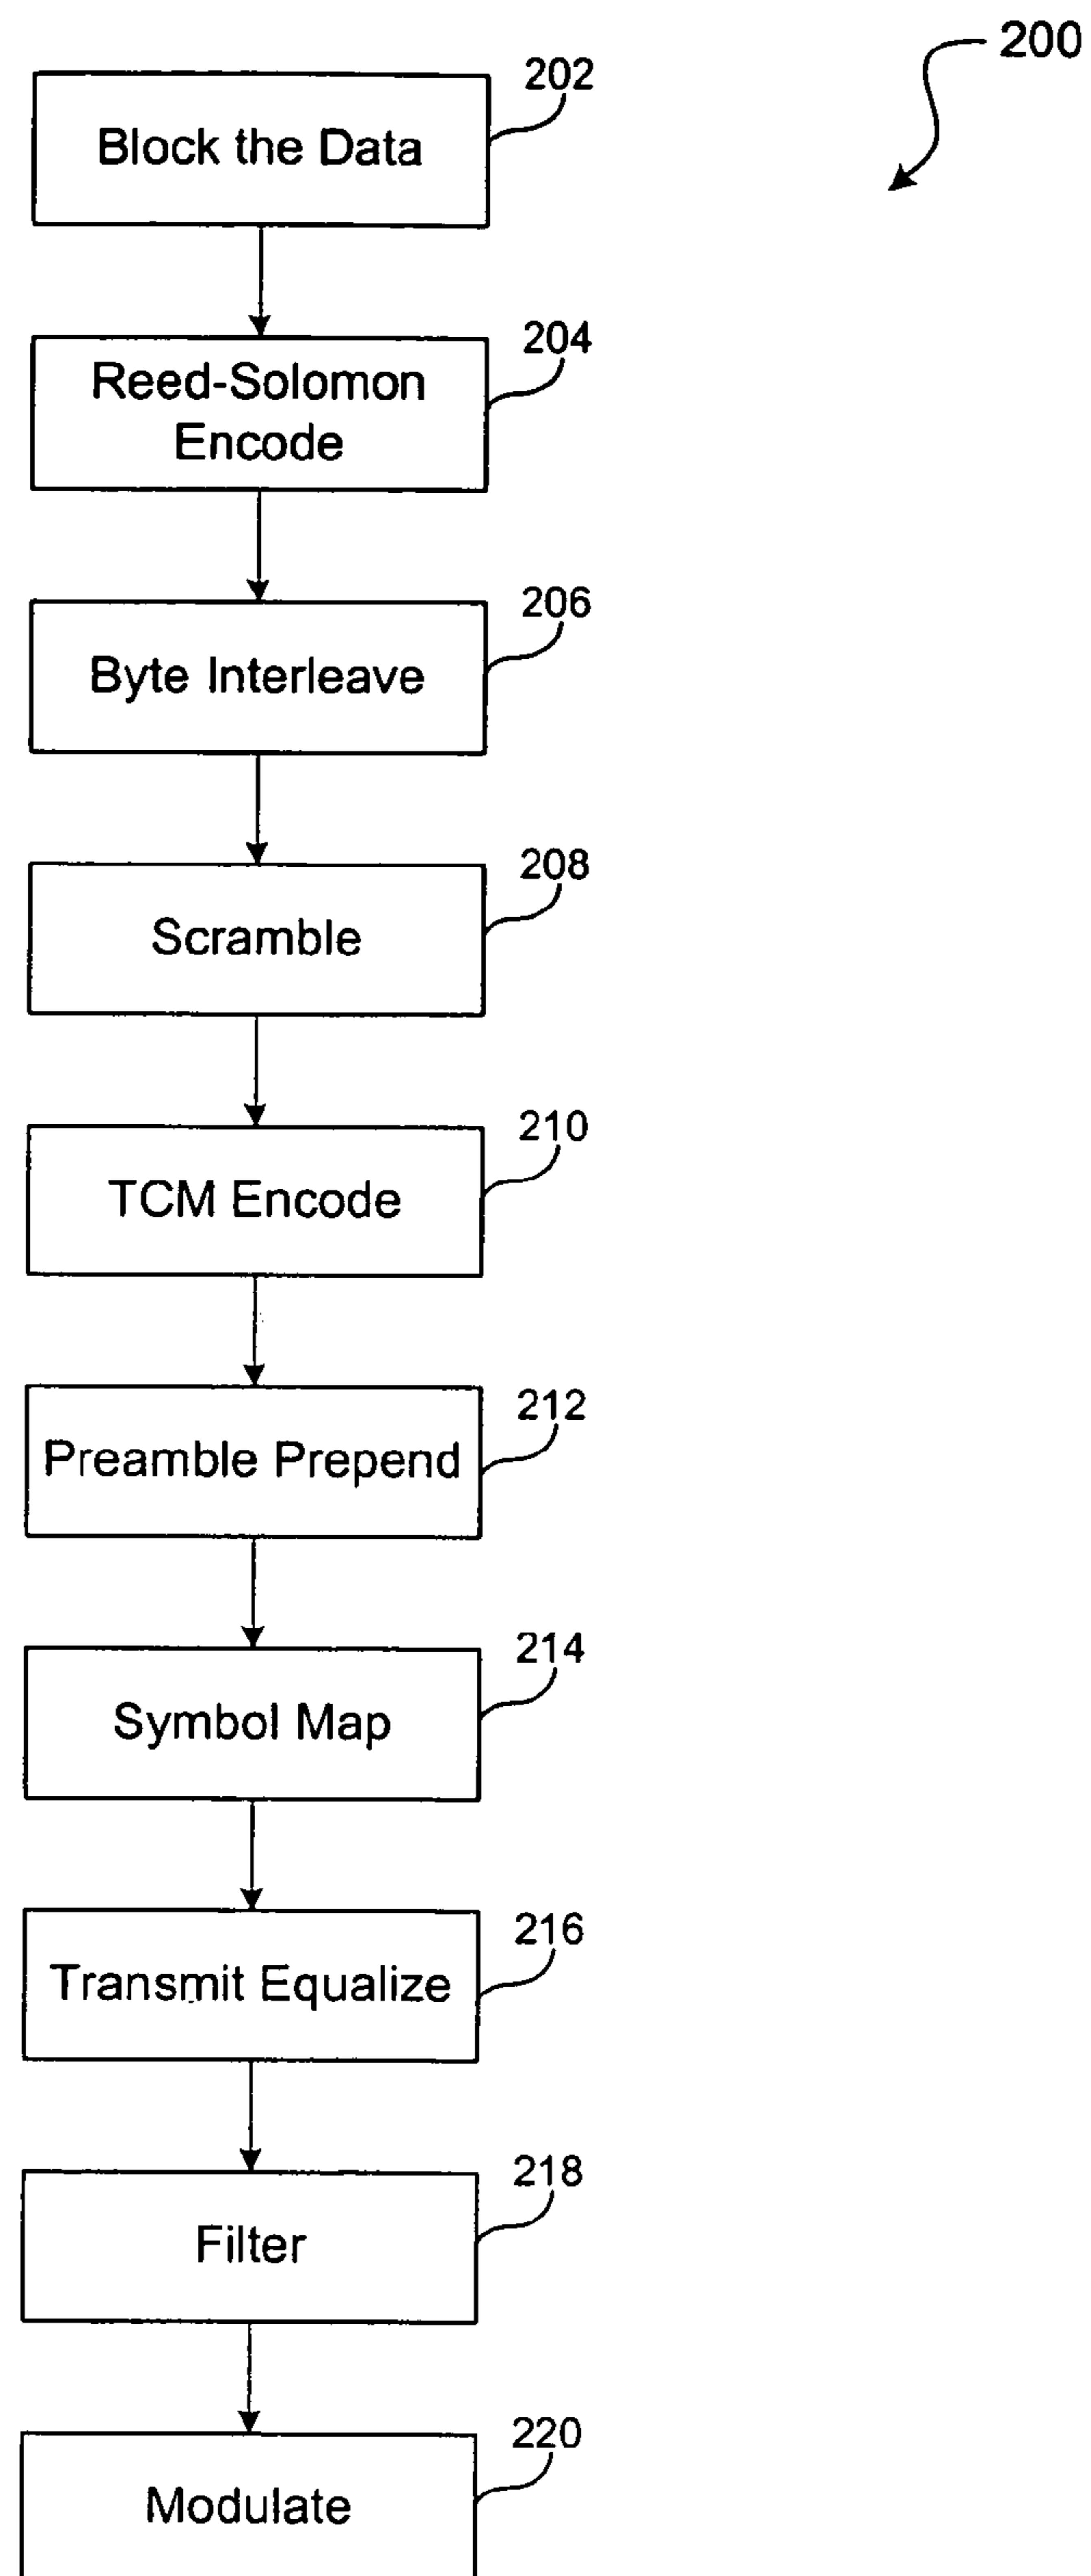 200
202
Block the Data
204
Reed-Solomon
Encode
206
Byte Interleave
208
Scramble
210
TCM Encode
212
Preamble Prepend
214
Symbol Map
216
Transmit Equalize
218
Filter
220
Modulate